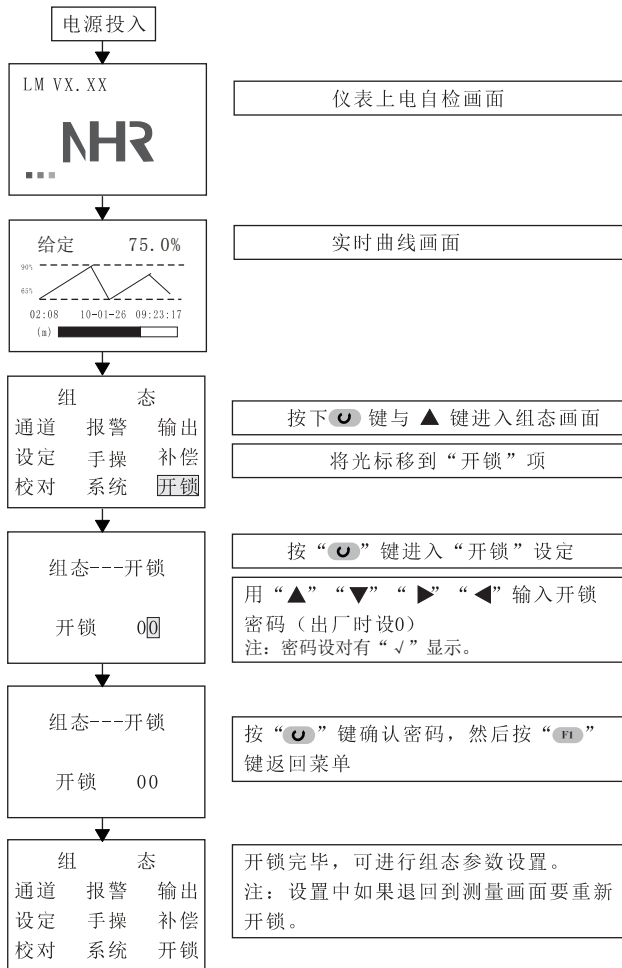 电源投入
LM VX.XX
NHR
仪表上电自检画面
给定 75.0%
90%
65%
02:08 10-01-26 09:23:17
(m)
实时曲线画面
组 态
通道 报警 输出
设定 手操 补偿
校对 系统 开锁
按下 键与 ▲ 键进入组态画面
将光标移到“开锁”项
组态---开锁
开锁 00
按“ ”键进入“开锁”设定
用“▲”“▼”“▶”“◀”输入开锁
密码（出厂时设0）
注：密码设对有“√”显示。
组态---开锁
开锁 00
按“ ”键确认密码，然后按“F1”
键返回菜单
组 态
通道 报警 输出
设定 手操 补偿
校对 系统 开锁
开锁完毕，可进行组态参数设置。
注：设置中如果退回到测量画面要重新
开锁。